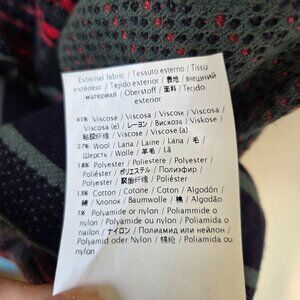 External fabric / Tessuto esterno / Tissu
extérieur / Tejido exterior / 表地 / внешний
материал / Oberstoff / 面料 / Tecido
exterior
41% Viscose / Viscosa / Viscose / Viscosa
Viscosa (e) / レーヨン / Вискоза / Viskose /
粘胶纤维 / Viscose / Viscose (a)
27% Wool / Lana / Laine / Lana / 毛 /
Шерсть / Wolle / 羊毛 / Lã
18% Polyester / Poliestere / Polyester /
Poliéster / ポリエステル / Полиэфир /
Polyester / 聚酯纤维 / Poliéster
13% Cotton / Cotone / Coton / Algodón /
綿 / Хлопок / Baumwolle / 棉 / Algodão
1% Polyamide or nylon / Poliammide o
nylon / Polyamide ou nylon / Poliamida o
nailon / ナイロン / Полиамид или нейлон /
Polyamid oder Nylon / 锦纶 / Poliamida ou
nylon